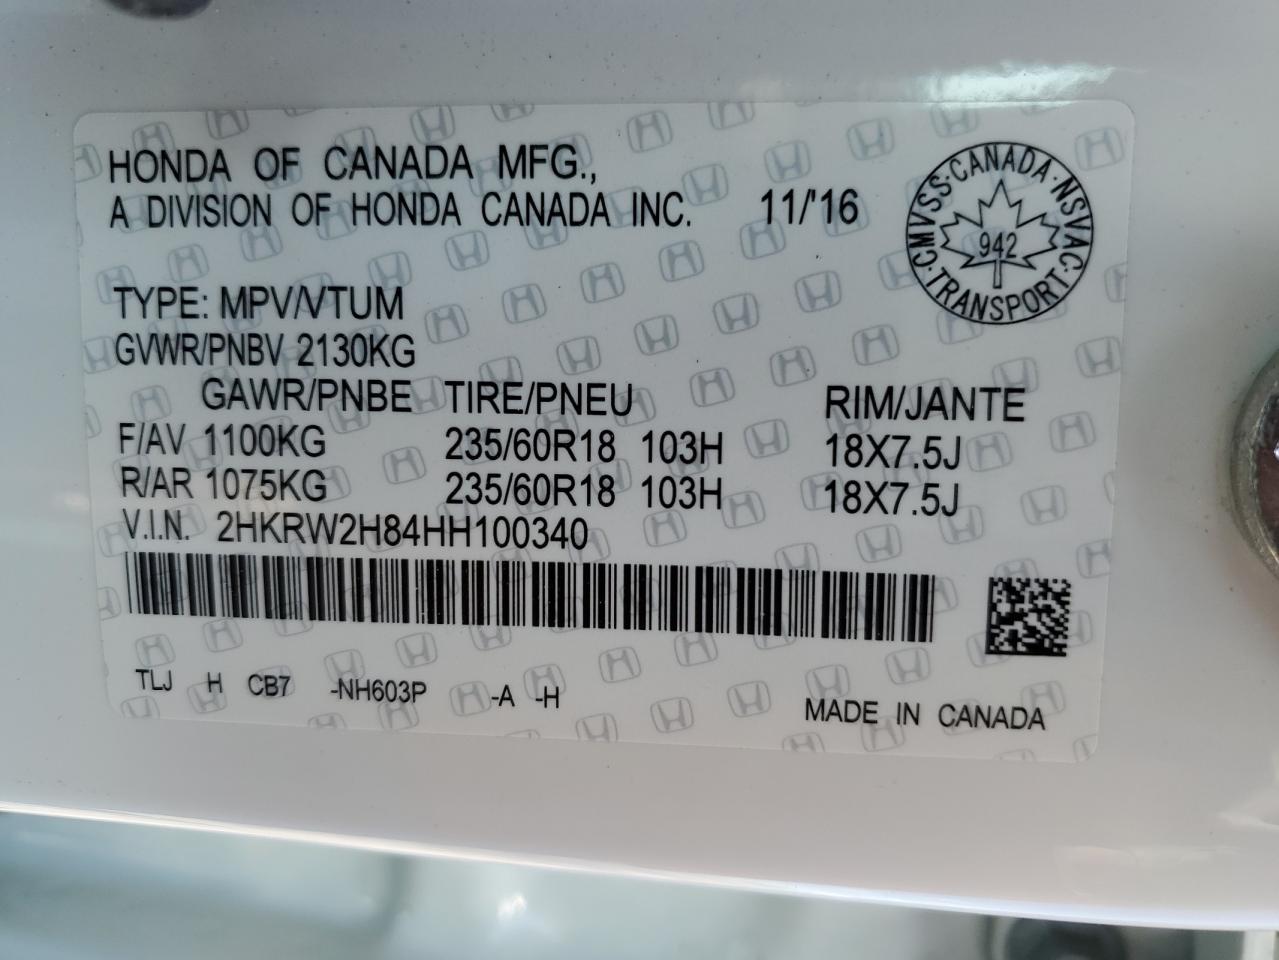 HONDA OF CANADA MFG.,
A DIVISION OF HONDA CANADA INC. 11/'16
CMVSS·CANADA·NSVAC·TRANSPORT·
942
TYPE: MPV/VTUM
GVWR/PNBV 2130KG
GAWR/PNBE TIRE/PNEU RIM/JANTE
F/AV 1100KG 235/60R18 103H 18X7.5J
R/AR 1075KG 235/60R18 103H 18X7.5J
V.I.N. 2HKRW2H84HH100340
TLJ H CB7 -NH603P -A -H
MADE IN CANADA